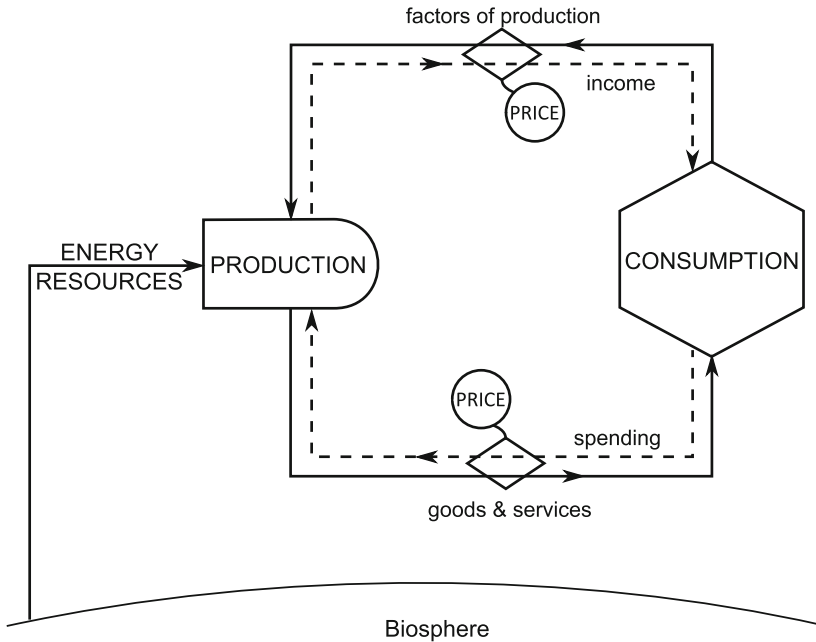 factors of production
income
PRICE
ENERGY
RESOURCES
PRODUCTION
CONSUMPTION
PRICE
spending
goods & services
Biosphere